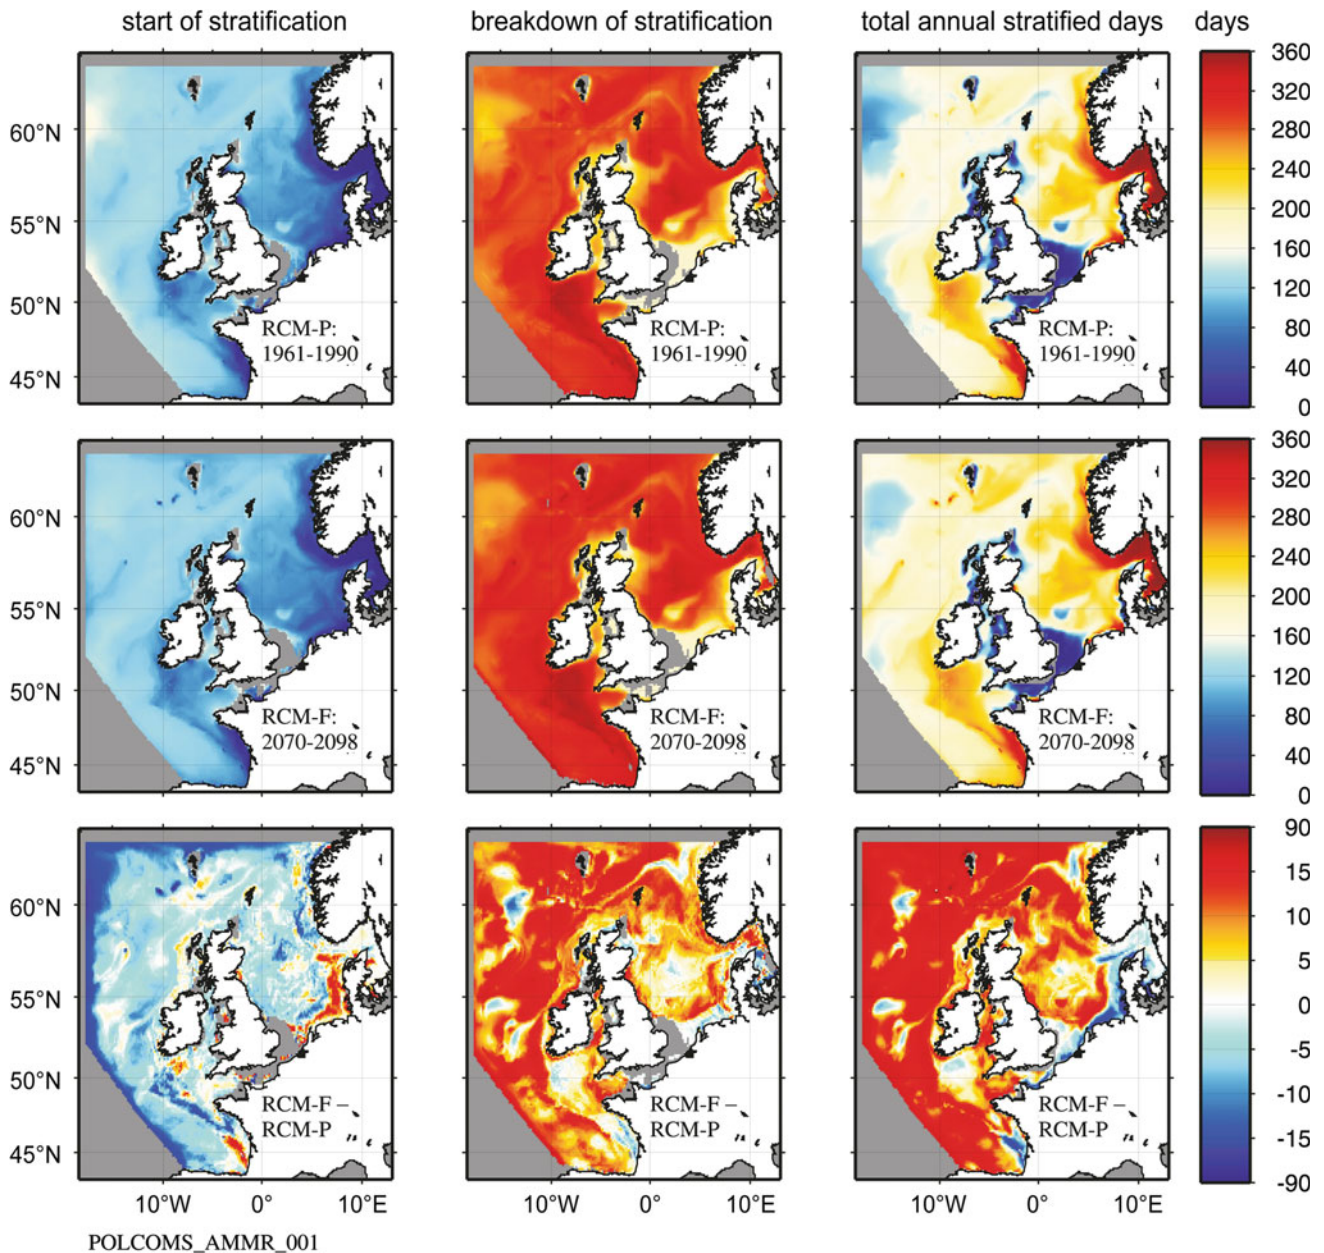 start of stratification breakdown of stratification total annual stratified days days
60°N
55°N
50°N
45°N
RCM-P:
1961-1990
RCM-P:
1961-1990
RCM-P:
1961-1990
360
320
280
240
200
160
120
80
40
0
60°N
55°N
50°N
45°N
RCM-F:
2070-2098
RCM-F:
2070-2098
RCM-F:
2070-2098
360
320
280
240
200
160
120
80
40
0
60°N
55°N
50°N
45°N
RCM-F –
RCM-P
RCM-F –
RCM-P
RCM-F –
RCM-P
90
15
10
5
0
-5
-10
-15
-90
10°W 0° 10°E 10°W 0° 10°E 10°W 0° 10°E
POLCOMS_AMMR_001